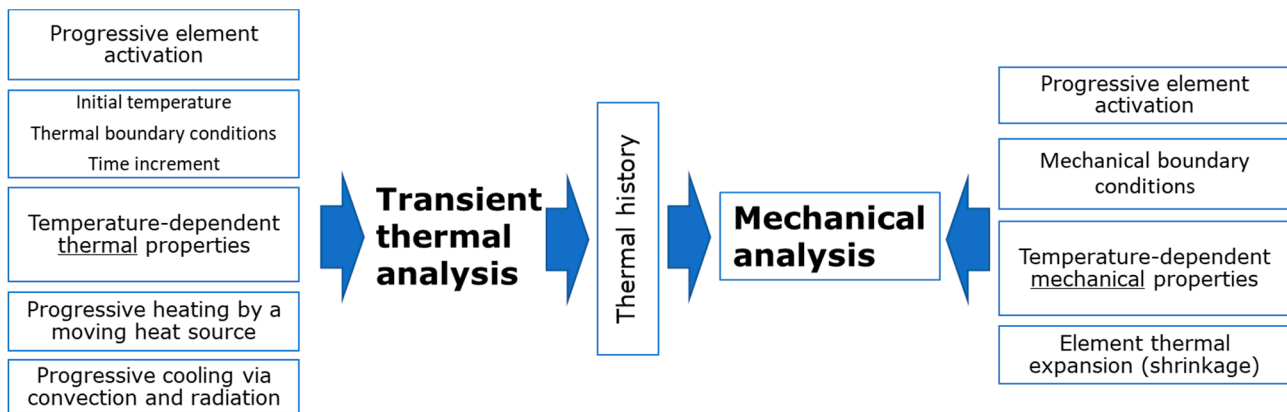 Progressive element
activation
Initial temperature
Thermal boundary conditions
Time increment
Temperature-dependent
thermal properties
Progressive heating by a
moving heat source
Progressive cooling via
convection and radiation
Transient
thermal
analysis
Thermal history
Mechanical
analysis
Progressive element
activation
Mechanical boundary
conditions
Temperature-dependent
mechanical properties
Element thermal
expansion (shrinkage)